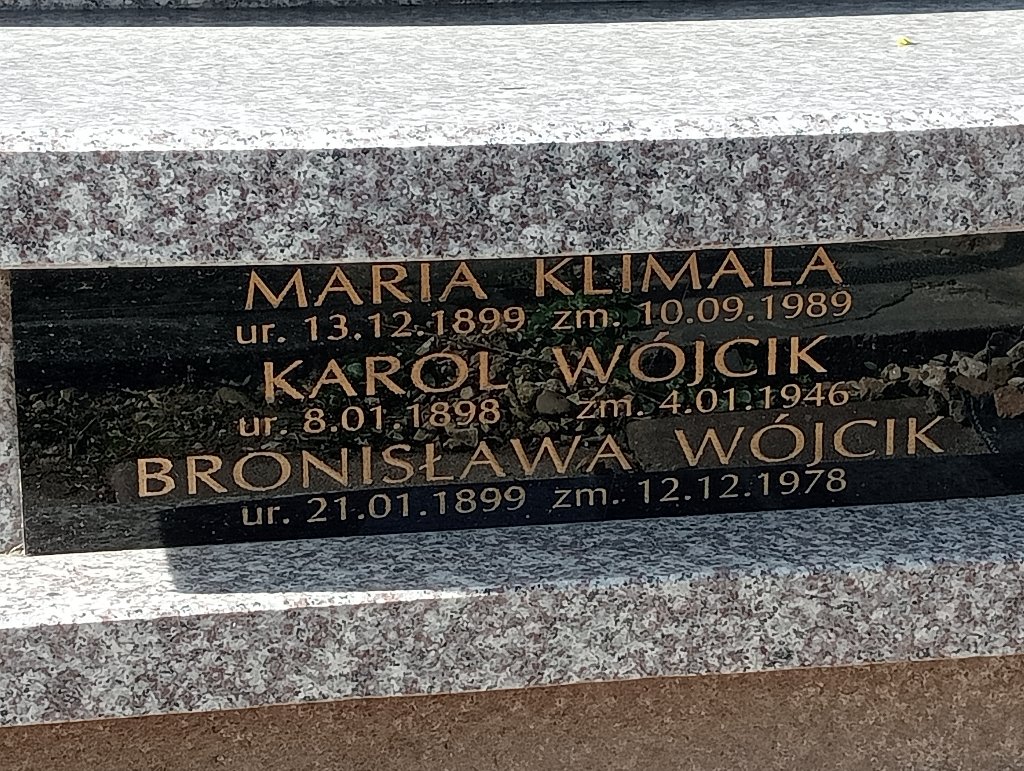 MARIA KLIMALA
ur. 13.12.1899 zm. 10.09.1989
KAROL WÓJCIK
ur. 8.01.1898 zm. 4.01.1946
BRONISŁAWA WÓJCIK
ur. 21.01.1899 zm. 12.12.1978